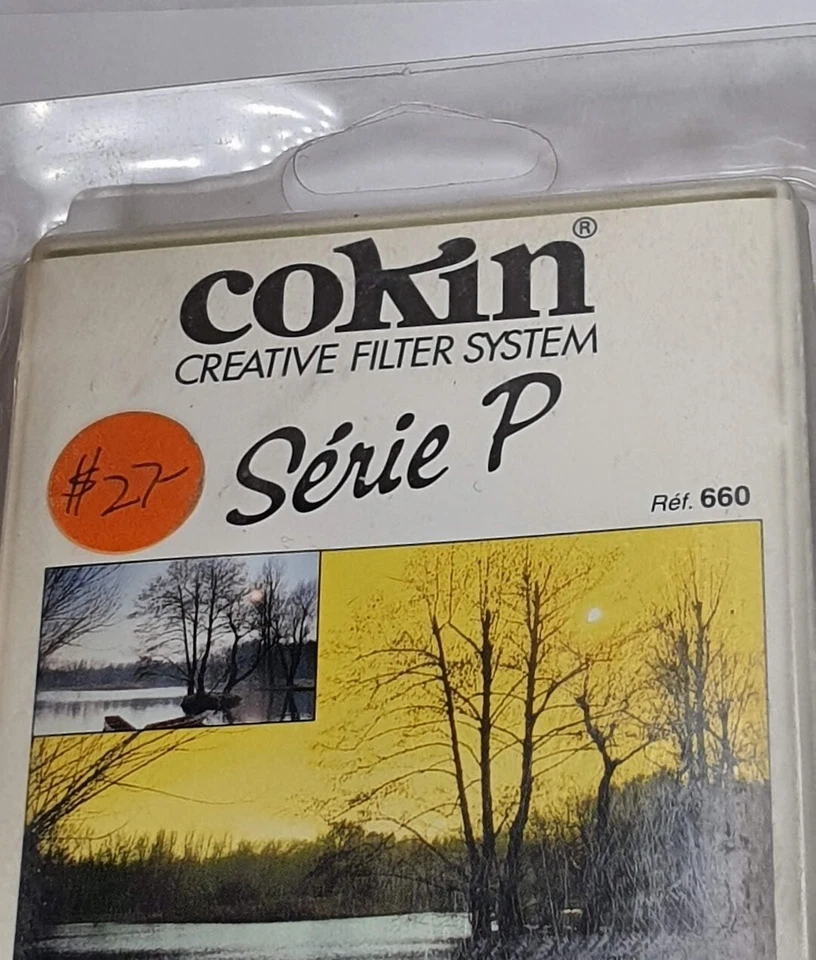 cokin®
CREATIVE FILTER SYSTEM
Série P
#27
Réf. 660